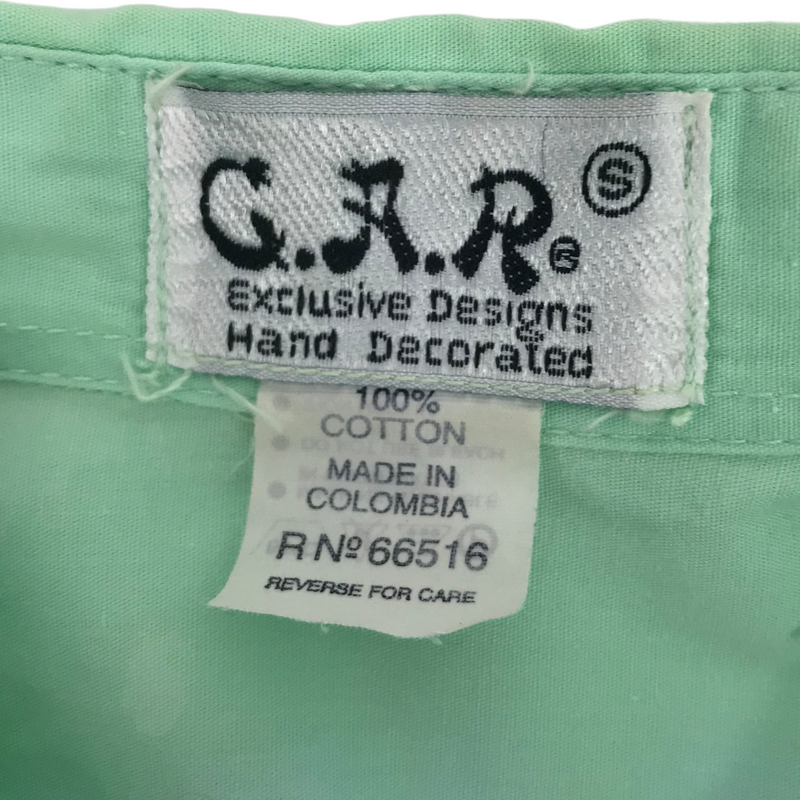 G.A.R.®
S
Exclusive Designs
Hand Decorated
100%
COTTON
MADE IN
COLOMBIA
R Nº 66516
REVERSE FOR CARE